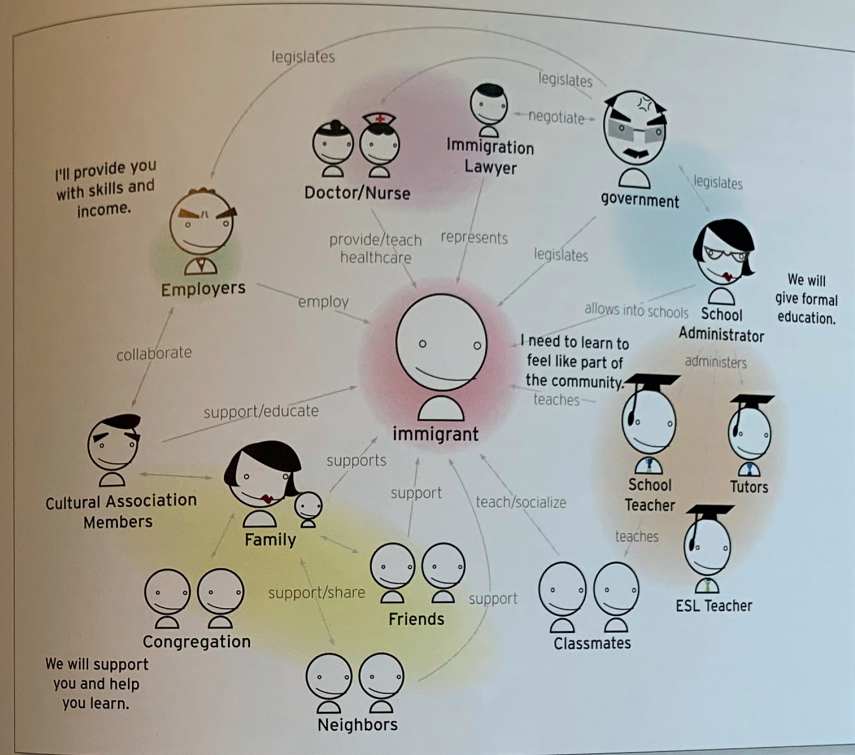 legislates
legislates
negotiate
Immigration
Lawyer
I'll provide you
with skills and
income.
Doctor/Nurse
government
legislates
provide/teach
healthcare
represents
legislates
Employers
employ
allows into schools
School
Administrator
We will
give formal
education.
I need to learn to
feel like part of
the community.
administers
collaborate
teaches
support/educate
immigrant
supports
School
Teacher
Tutors
Cultural Association
Members
Family
support
teach/socialize
teaches
support/share
Friends
support
ESL Teacher
Congregation
Classmates
We will support
you and help
you learn.
Neighbors